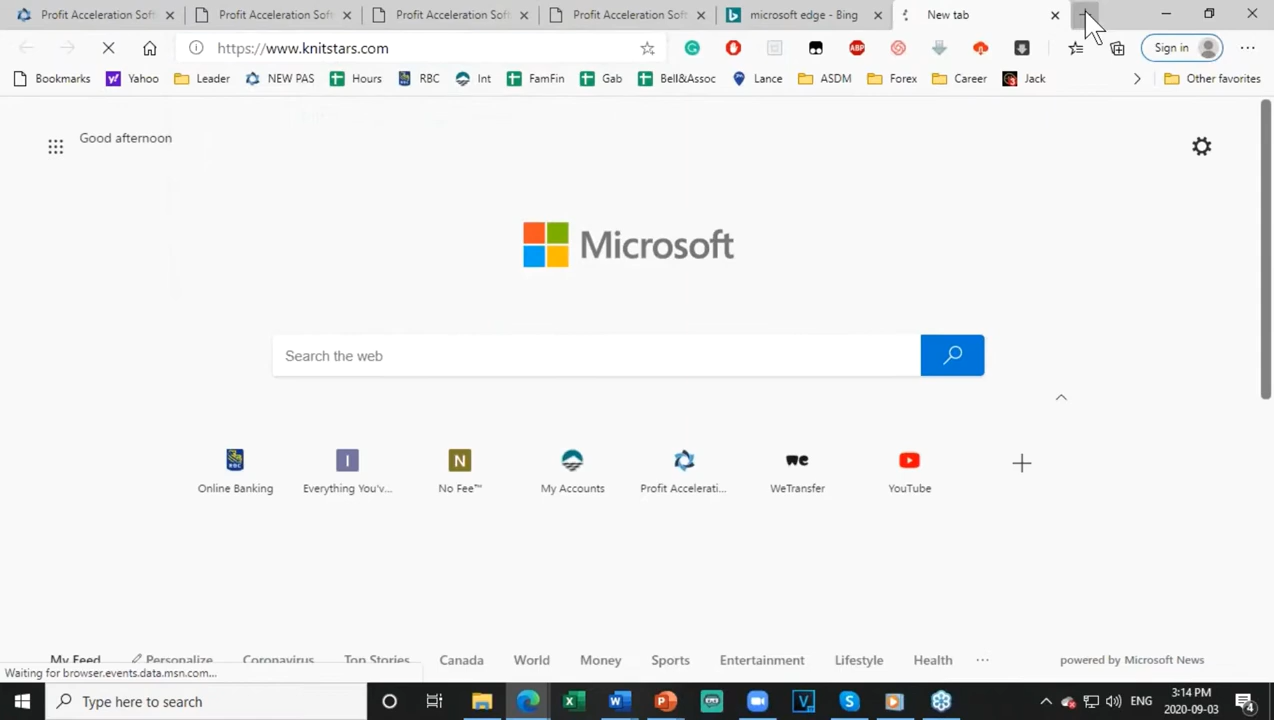 Profit Acceleration Soft
Profit Acceleration Soft
Profit Acceleration Soft
Profit Acceleration Soft
microsoft edge - Bing
New tab
https://www.knitstars.com
ABP
Sign in
Bookmarks
Yahoo
Leader
NEW PAS
Hours
RBC
Int
FamFin
Gab
Bell&Assoc
Lance
ASDM
Forex
Career
Jack
Other favorites
Good afternoon
Microsoft
Search the web
I
N
we
Online Banking
Everything You'v...
No Fee™
My Accounts
Profit Accelerati...
WeTransfer
YouTube
My Feed
Personalize
Coronavirus
Top Stories
Canada
World
Money
Sports
Entertainment
Lifestyle
Health
powered by Microsoft News
Waiting for browser.events.data.msn.com...
Type here to search
ENG
3:14 PM
2020-09-03
4